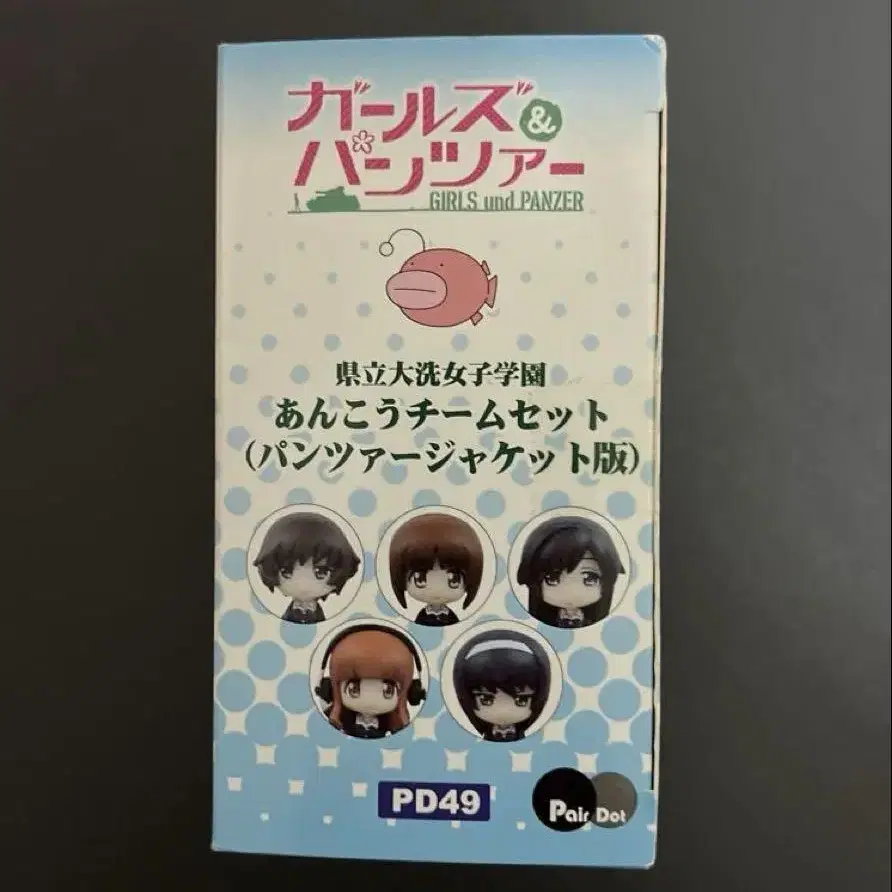 ガールズ&
パンツァー
GIRLS und PANZER
県立大洗女子学園
あんこうチームセット
(パンツァージャケット版)
PD49
Pair Dot